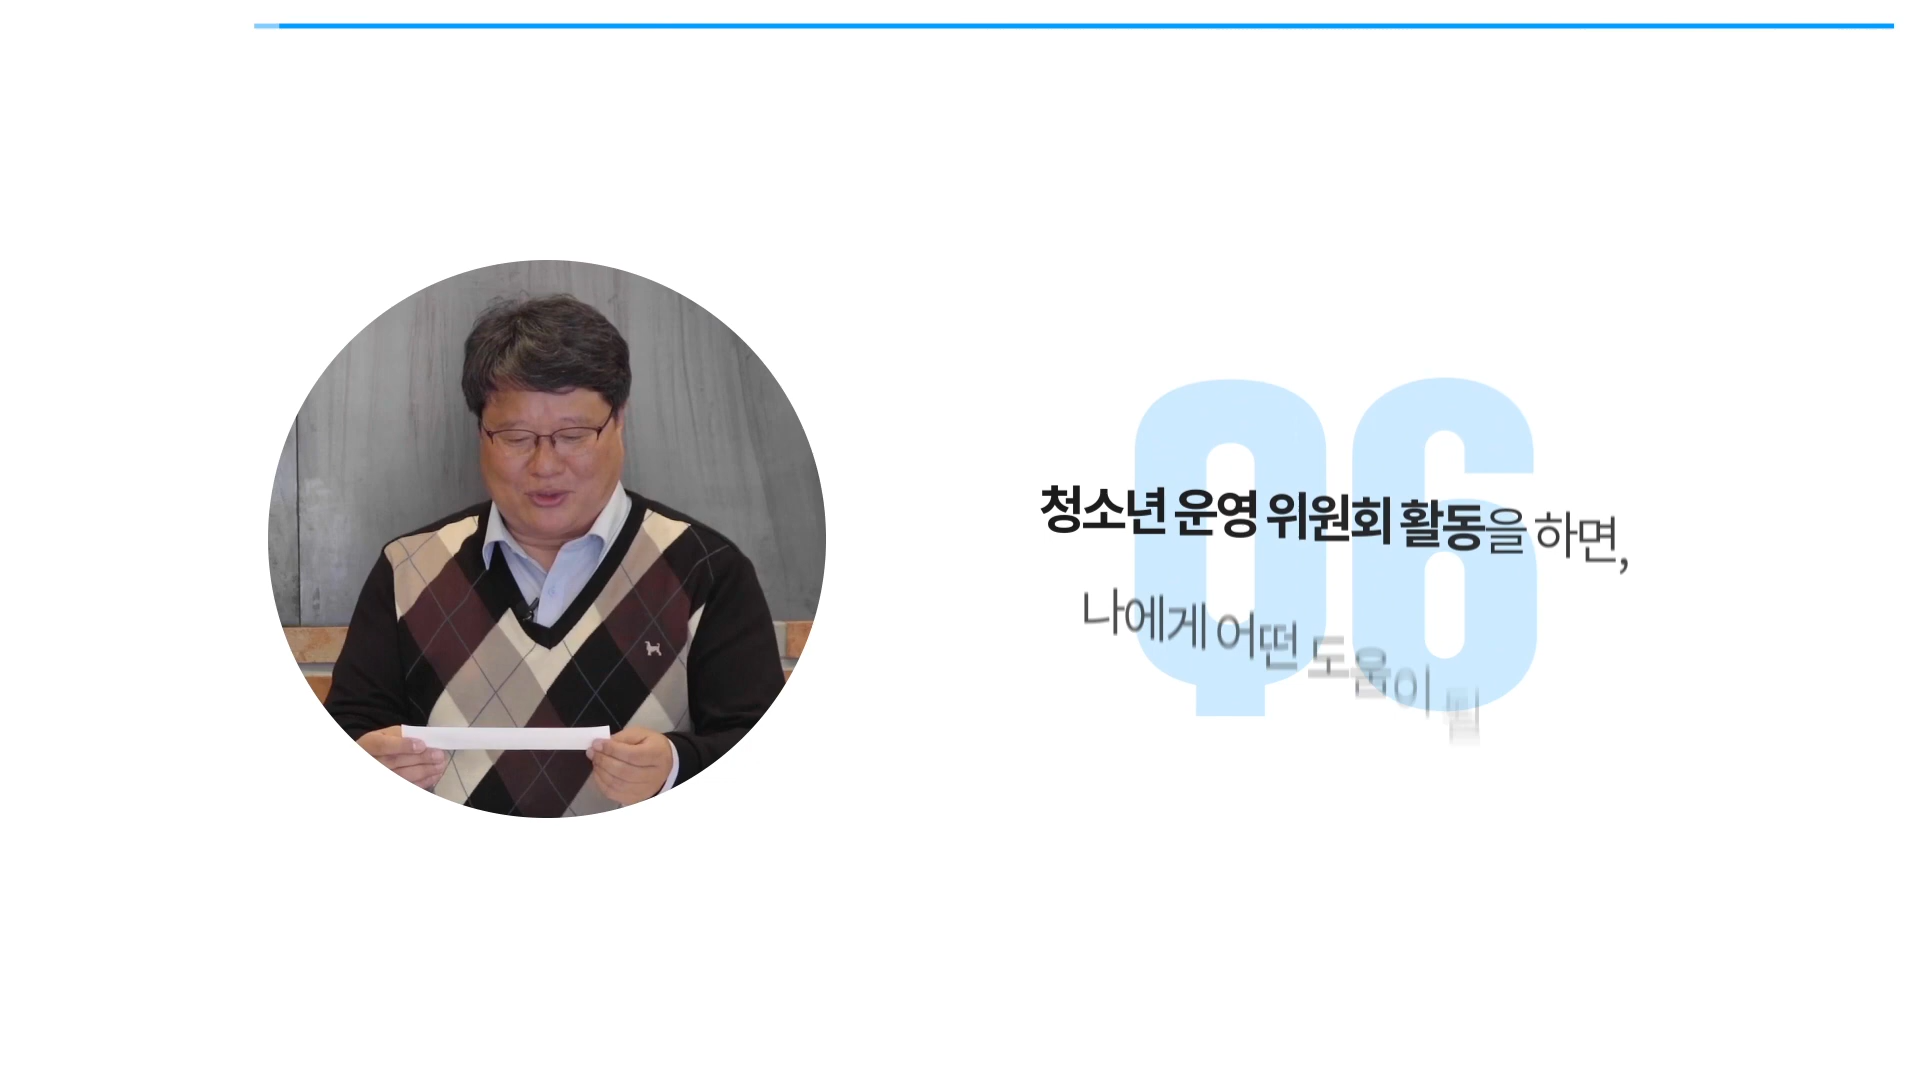 Q6
청소년 운영 위원회 활동을 하면,
나에게 어떤 도움이 될